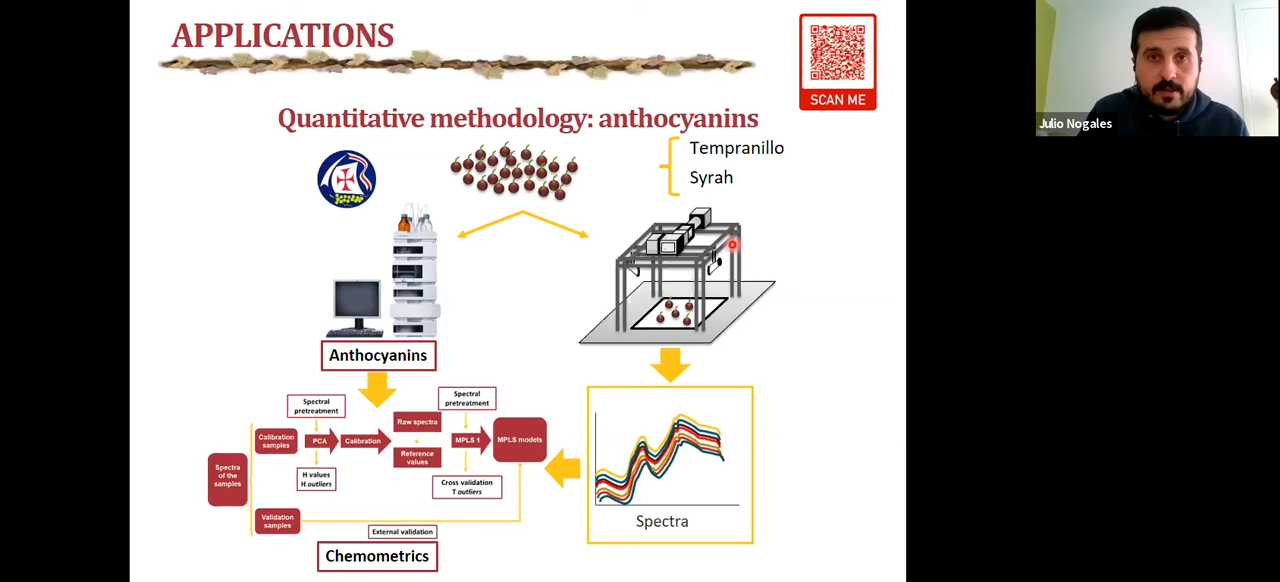 APPLICATIONS
SCAN ME
Julio Nogales
Quantitative methodology: anthocyanins
Tempranillo
Syrah
Anthocyanins
Spectral
pretreatment
Spectral
pretreatment
Calibration
samples
PCA
Calibration
Raw spectra
+
Reference
values
MPLS 1
MPLS models
Spectra
of the
samples
H values
H outliers
Cross validation
T outliers
Validation
samples
External validation
Chemometrics
Spectra